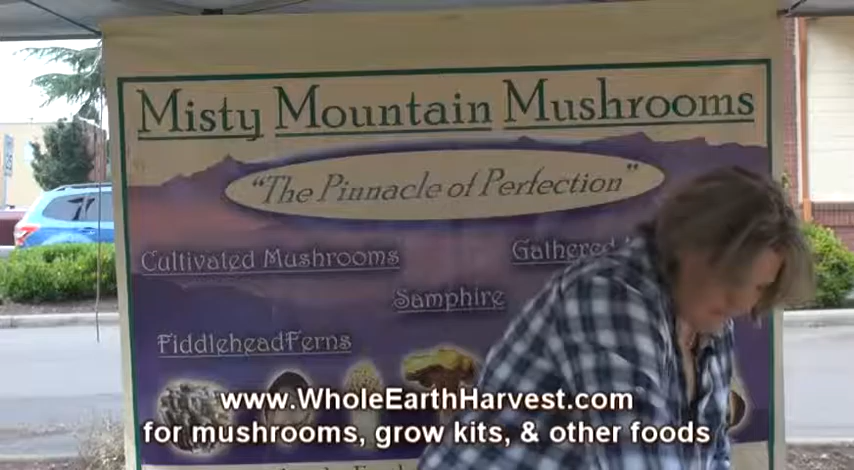 Misty Mountain Mushrooms
"The Pinnacle of Perfection"
Cultivated Mushrooms
Gathered
Samphire
FiddleheadFerns
www.WholeEarthHarvest.com
for mushrooms, grow kits, & other foods